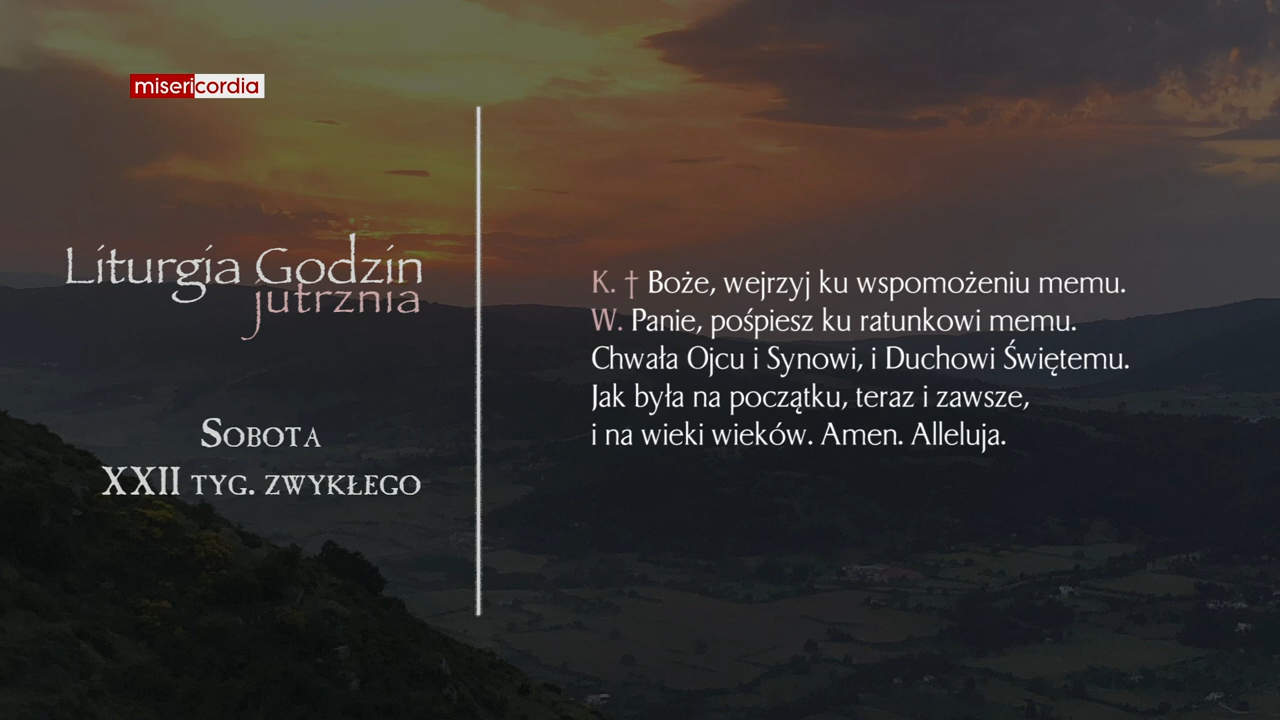 misericordia
Liturgia Godzin
jutrznia
Sobota
XXII tyg. zwykłego
K. † Boże, wejrzyj ku wspomożeniu memu.
W. Panie, pośpiesz ku ratunkowi memu.
Chwała Ojcu i Synowi, i Duchowi Świętemu.
Jak była na początku, teraz i zawsze,
i na wieki wieków. Amen. Alleluja.